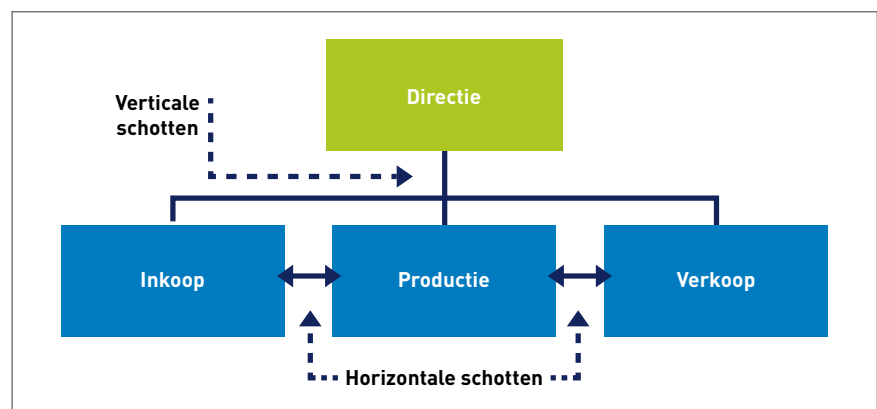 Directie
Verticale
schotten
Inkoop
Productie
Verkoop
Horizontale schotten